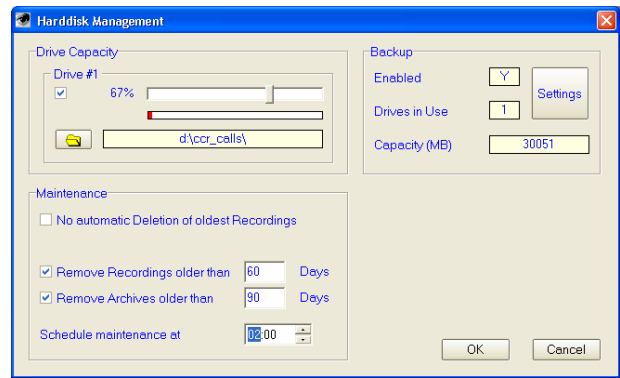 Harddisk Management
Drive Capacity
Drive #1
67%
d:\ccr_calls\
Backup
Enabled Y
Drives in Use 1
Settings
Capacity (MB) 30051
Maintenance
No automatic Deletion of oldest Recordings
Remove Recordings older than 60 Days
Remove Archives older than 90 Days
Schedule maintenance at 02:00
OK Cancel